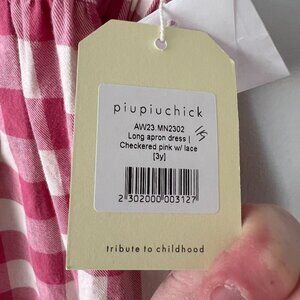 piupiuchick
AW23.MN2302
Long apron dress |
Checkered pink w/ lace
[3y]
2 302000 003127
tribute to childhood